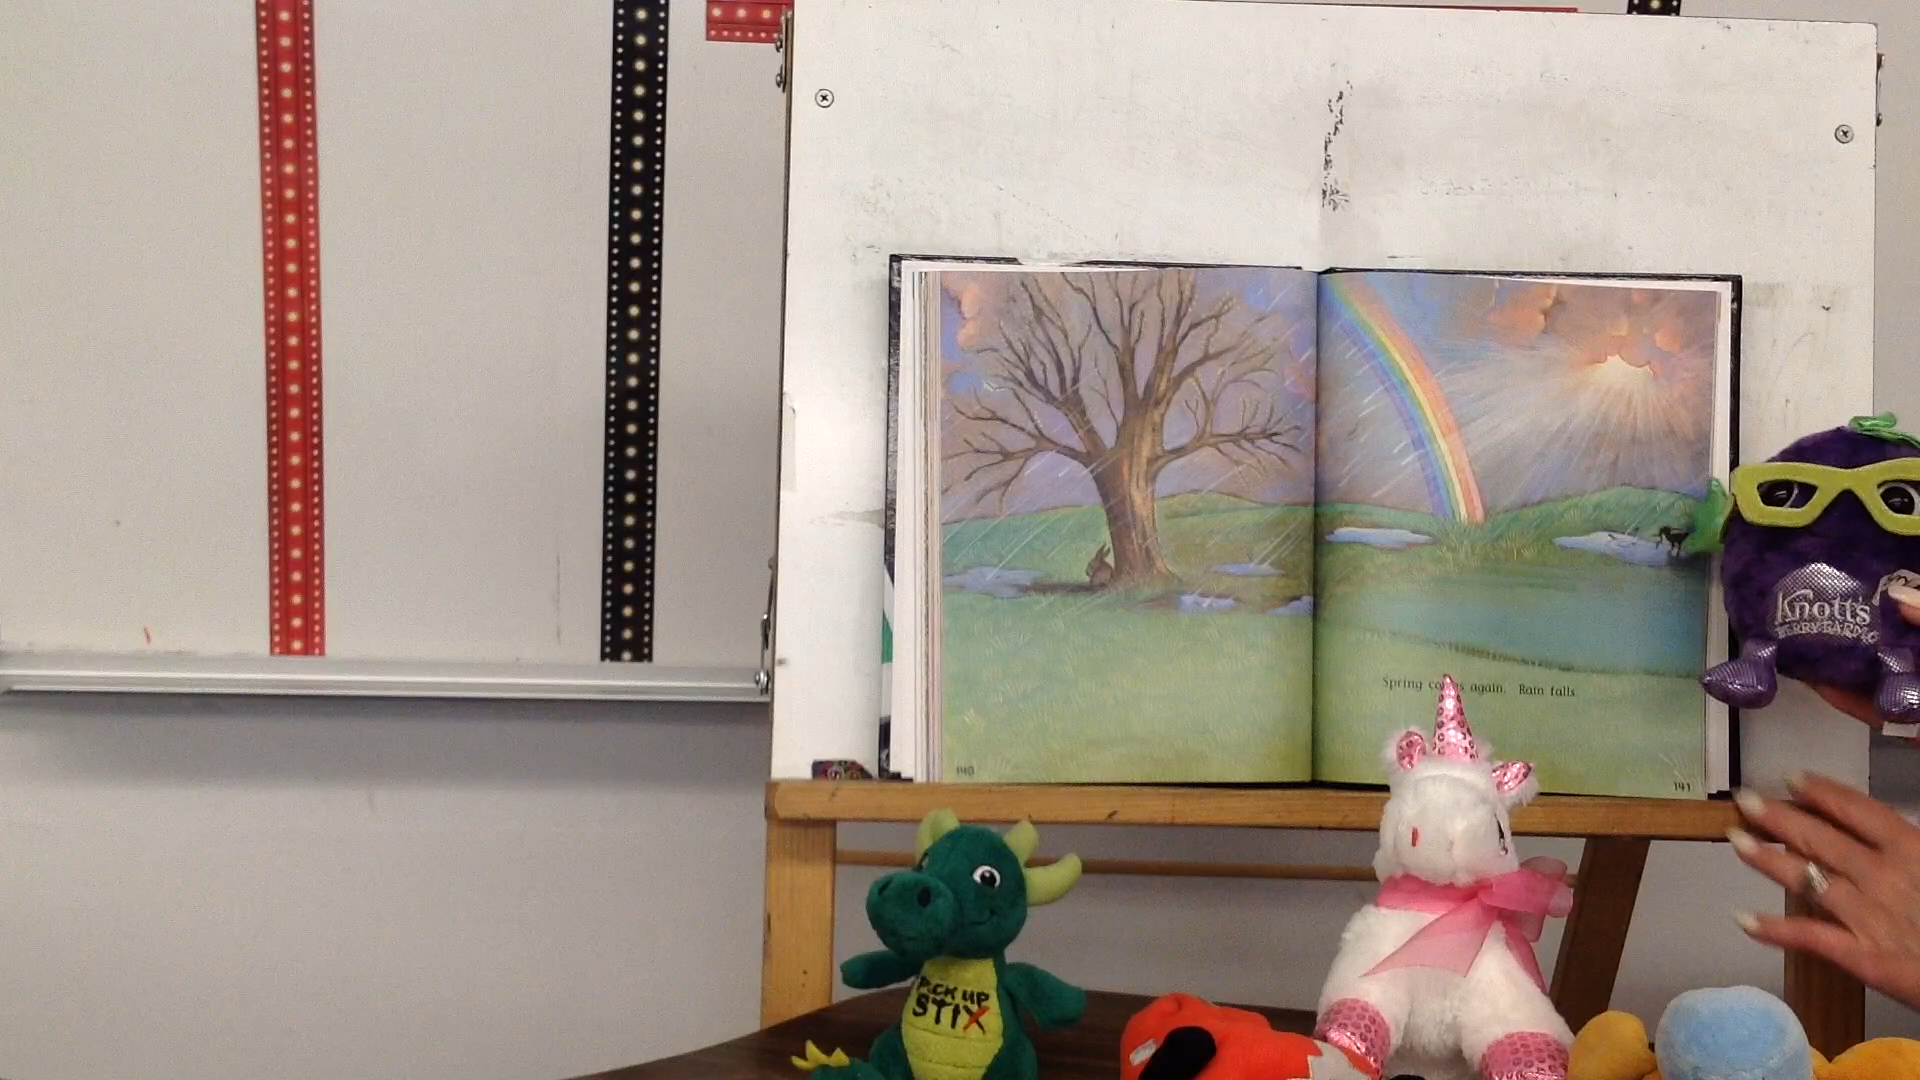 Spring comes again. Rain falls.
140
141
Knott's
BERRY FARM
PICK UP
STIX